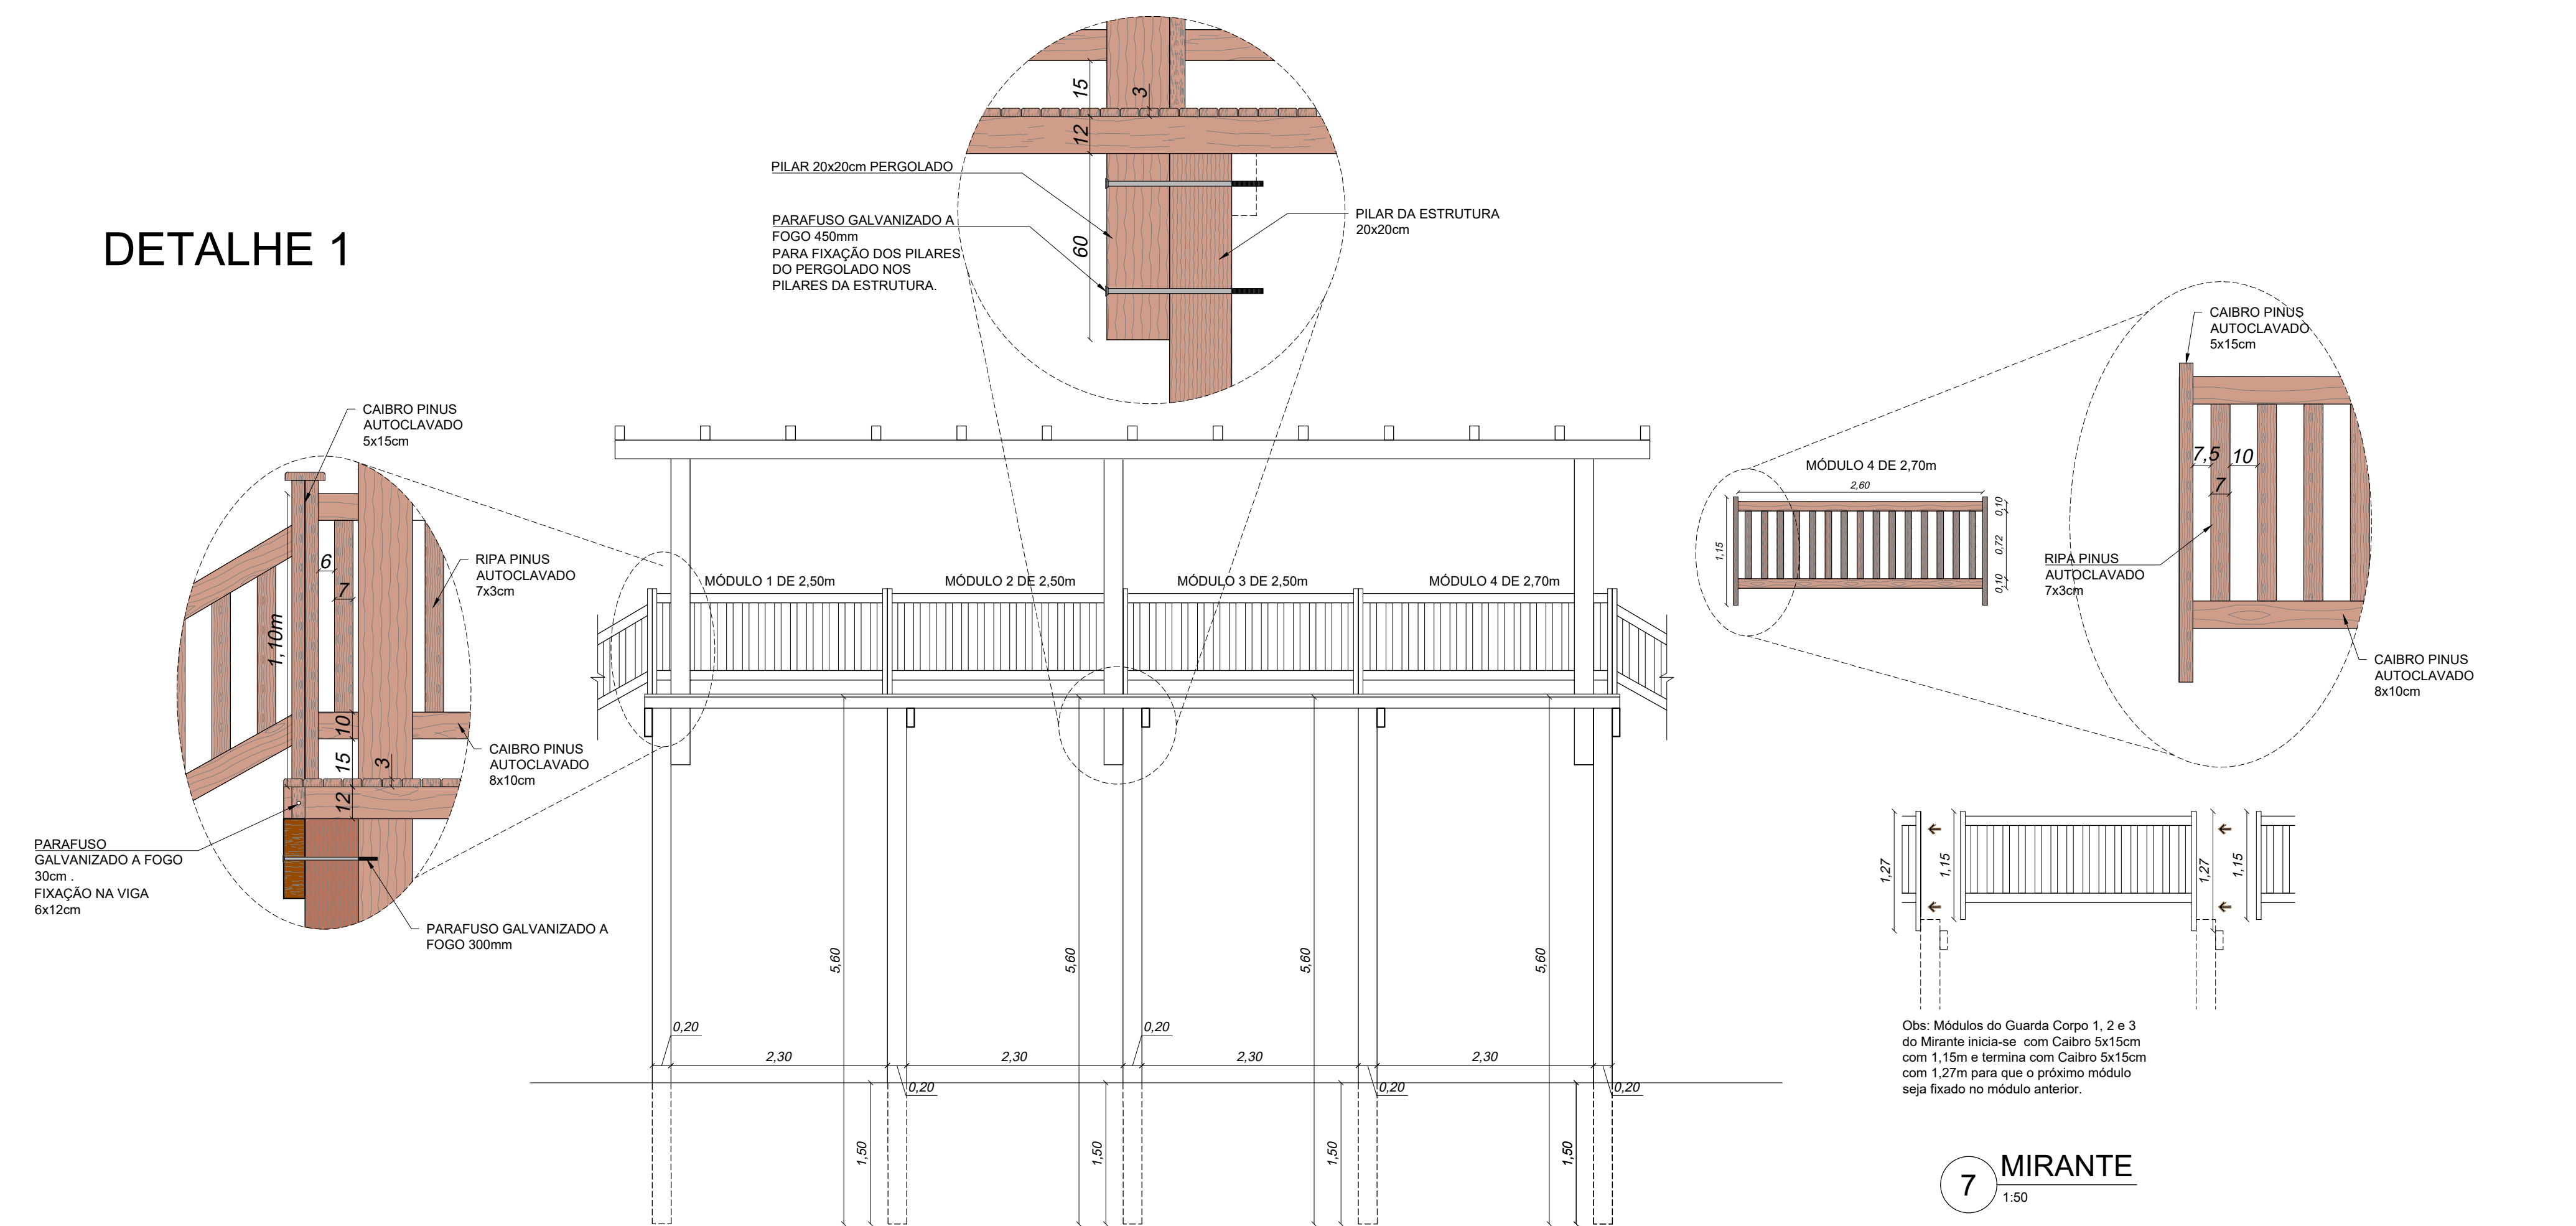 DETALHE 1
15
3
12
60
PILAR 20x20cm PERGOLADO
PARAFUSO GALVANIZADO A
FOGO 450mm
PARA FIXAÇÃO DOS PILARES
DO PERGOLADO NOS
PILARES DA ESTRUTURA.
PILAR DA ESTRUTURA
20x20cm
CAIBRO PINUS
AUTOCLAVADO
5x15cm
6
7
1,10m
10
15
3
12
RIPA PINUS
AUTOCLAVADO
7x3cm
CAIBRO PINUS
AUTOCLAVADO
8x10cm
PARAFUSO
GALVANIZADO A FOGO
30cm .
FIXAÇÃO NA VIGA
6x12cm
PARAFUSO GALVANIZADO A
FOGO 300mm
MÓDULO 1 DE 2,50m
MÓDULO 2 DE 2,50m
MÓDULO 3 DE 2,50m
MÓDULO 4 DE 2,70m
5,60
5,60
5,60
5,60
0,20
0,20
2,30
2,30
2,30
2,30
0,20
0,20
0,20
1,50
1,50
1,50
1,50
MÓDULO 4 DE 2,70m
2,60
1,15
0,10
0,72
0,10
CAIBRO PINUS
AUTOCLAVADO
5x15cm
7,5
10
7
RIPA PINUS
AUTOCLAVADO
7x3cm
CAIBRO PINUS
AUTOCLAVADO
8x10cm
1,27
1,15
1,27
1,15
Obs: Módulos do Guarda Corpo 1, 2 e 3
do Mirante inicia-se com Caibro 5x15cm
com 1,15m e termina com Caibro 5x15cm
com 1,27m para que o próximo módulo
seja fixado no módulo anterior.
7
MIRANTE
1:50